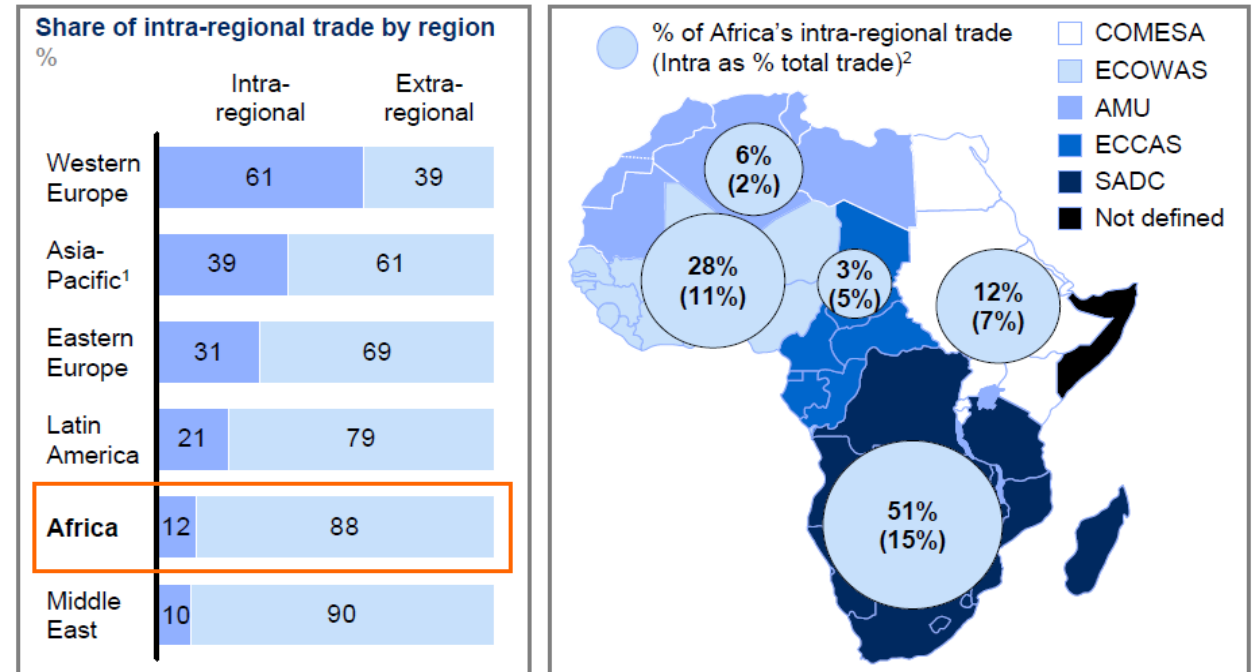 Share of intra-regional trade by region
%
Intra-
regional
Extra-
regional
Western
Europe
61
39
Asia-
Pacific¹
39
61
Eastern
Europe
31
69
Latin
America
21
79
Africa
12
88
Middle
East
10
90
% of Africa's intra-regional trade
(Intra as % total trade)²
COMESA
ECOWAS
AMU
ECCAS
SADC
Not defined
6%
(2%)
28%
(11%)
3%
(5%)
12%
(7%)
51%
(15%)